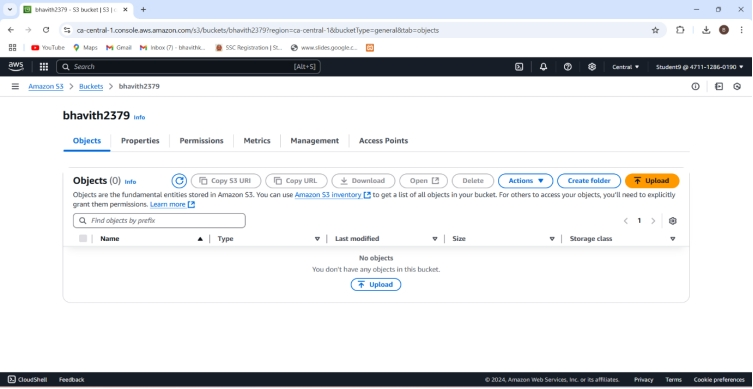 bhavith2379 - S3 bucket | S3 |
ca-central-1.console.aws.amazon.com/s3/buckets/bhavith2379?region=ca-central-1&bucketType=general&tab=objects
YouTube Maps Gmail Inbox (7) - bhavithk... SSC Registration | St... www.slides.google.c...
aws Search [Alt+S] Central Student9 @ 4711-1286-0190
Amazon S3 > Buckets > bhavith2379
bhavith2379 Info
Objects Properties Permissions Metrics Management Access Points
Objects (0) Info Copy S3 URI Copy URL Download Open Delete Actions Create folder Upload
Objects are the fundamental entities stored in Amazon S3. You can use Amazon S3 inventory to get a list of all objects in your bucket. For others to access your objects, you'll need to explicitly
grant them permissions. Learn more
Find objects by prefix 1
Name Type Last modified Size Storage class
No objects
You don't have any objects in this bucket.
Upload
CloudShell Feedback © 2024, Amazon Web Services, Inc. or its affiliates. Privacy Terms Cookie preferences